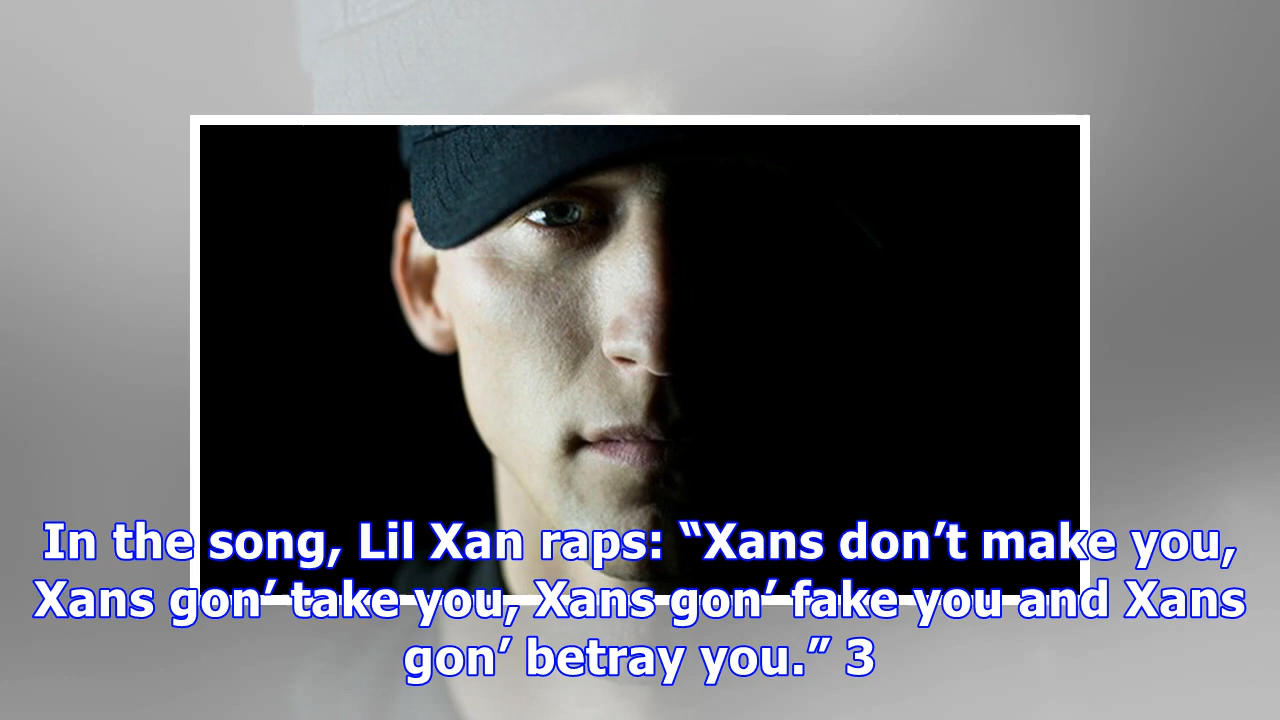 In the song, Lil Xan raps: “Xans don’t make you,
Xans gon’ take you, Xans gon’ fake you and Xans
gon’ betray you.” 3